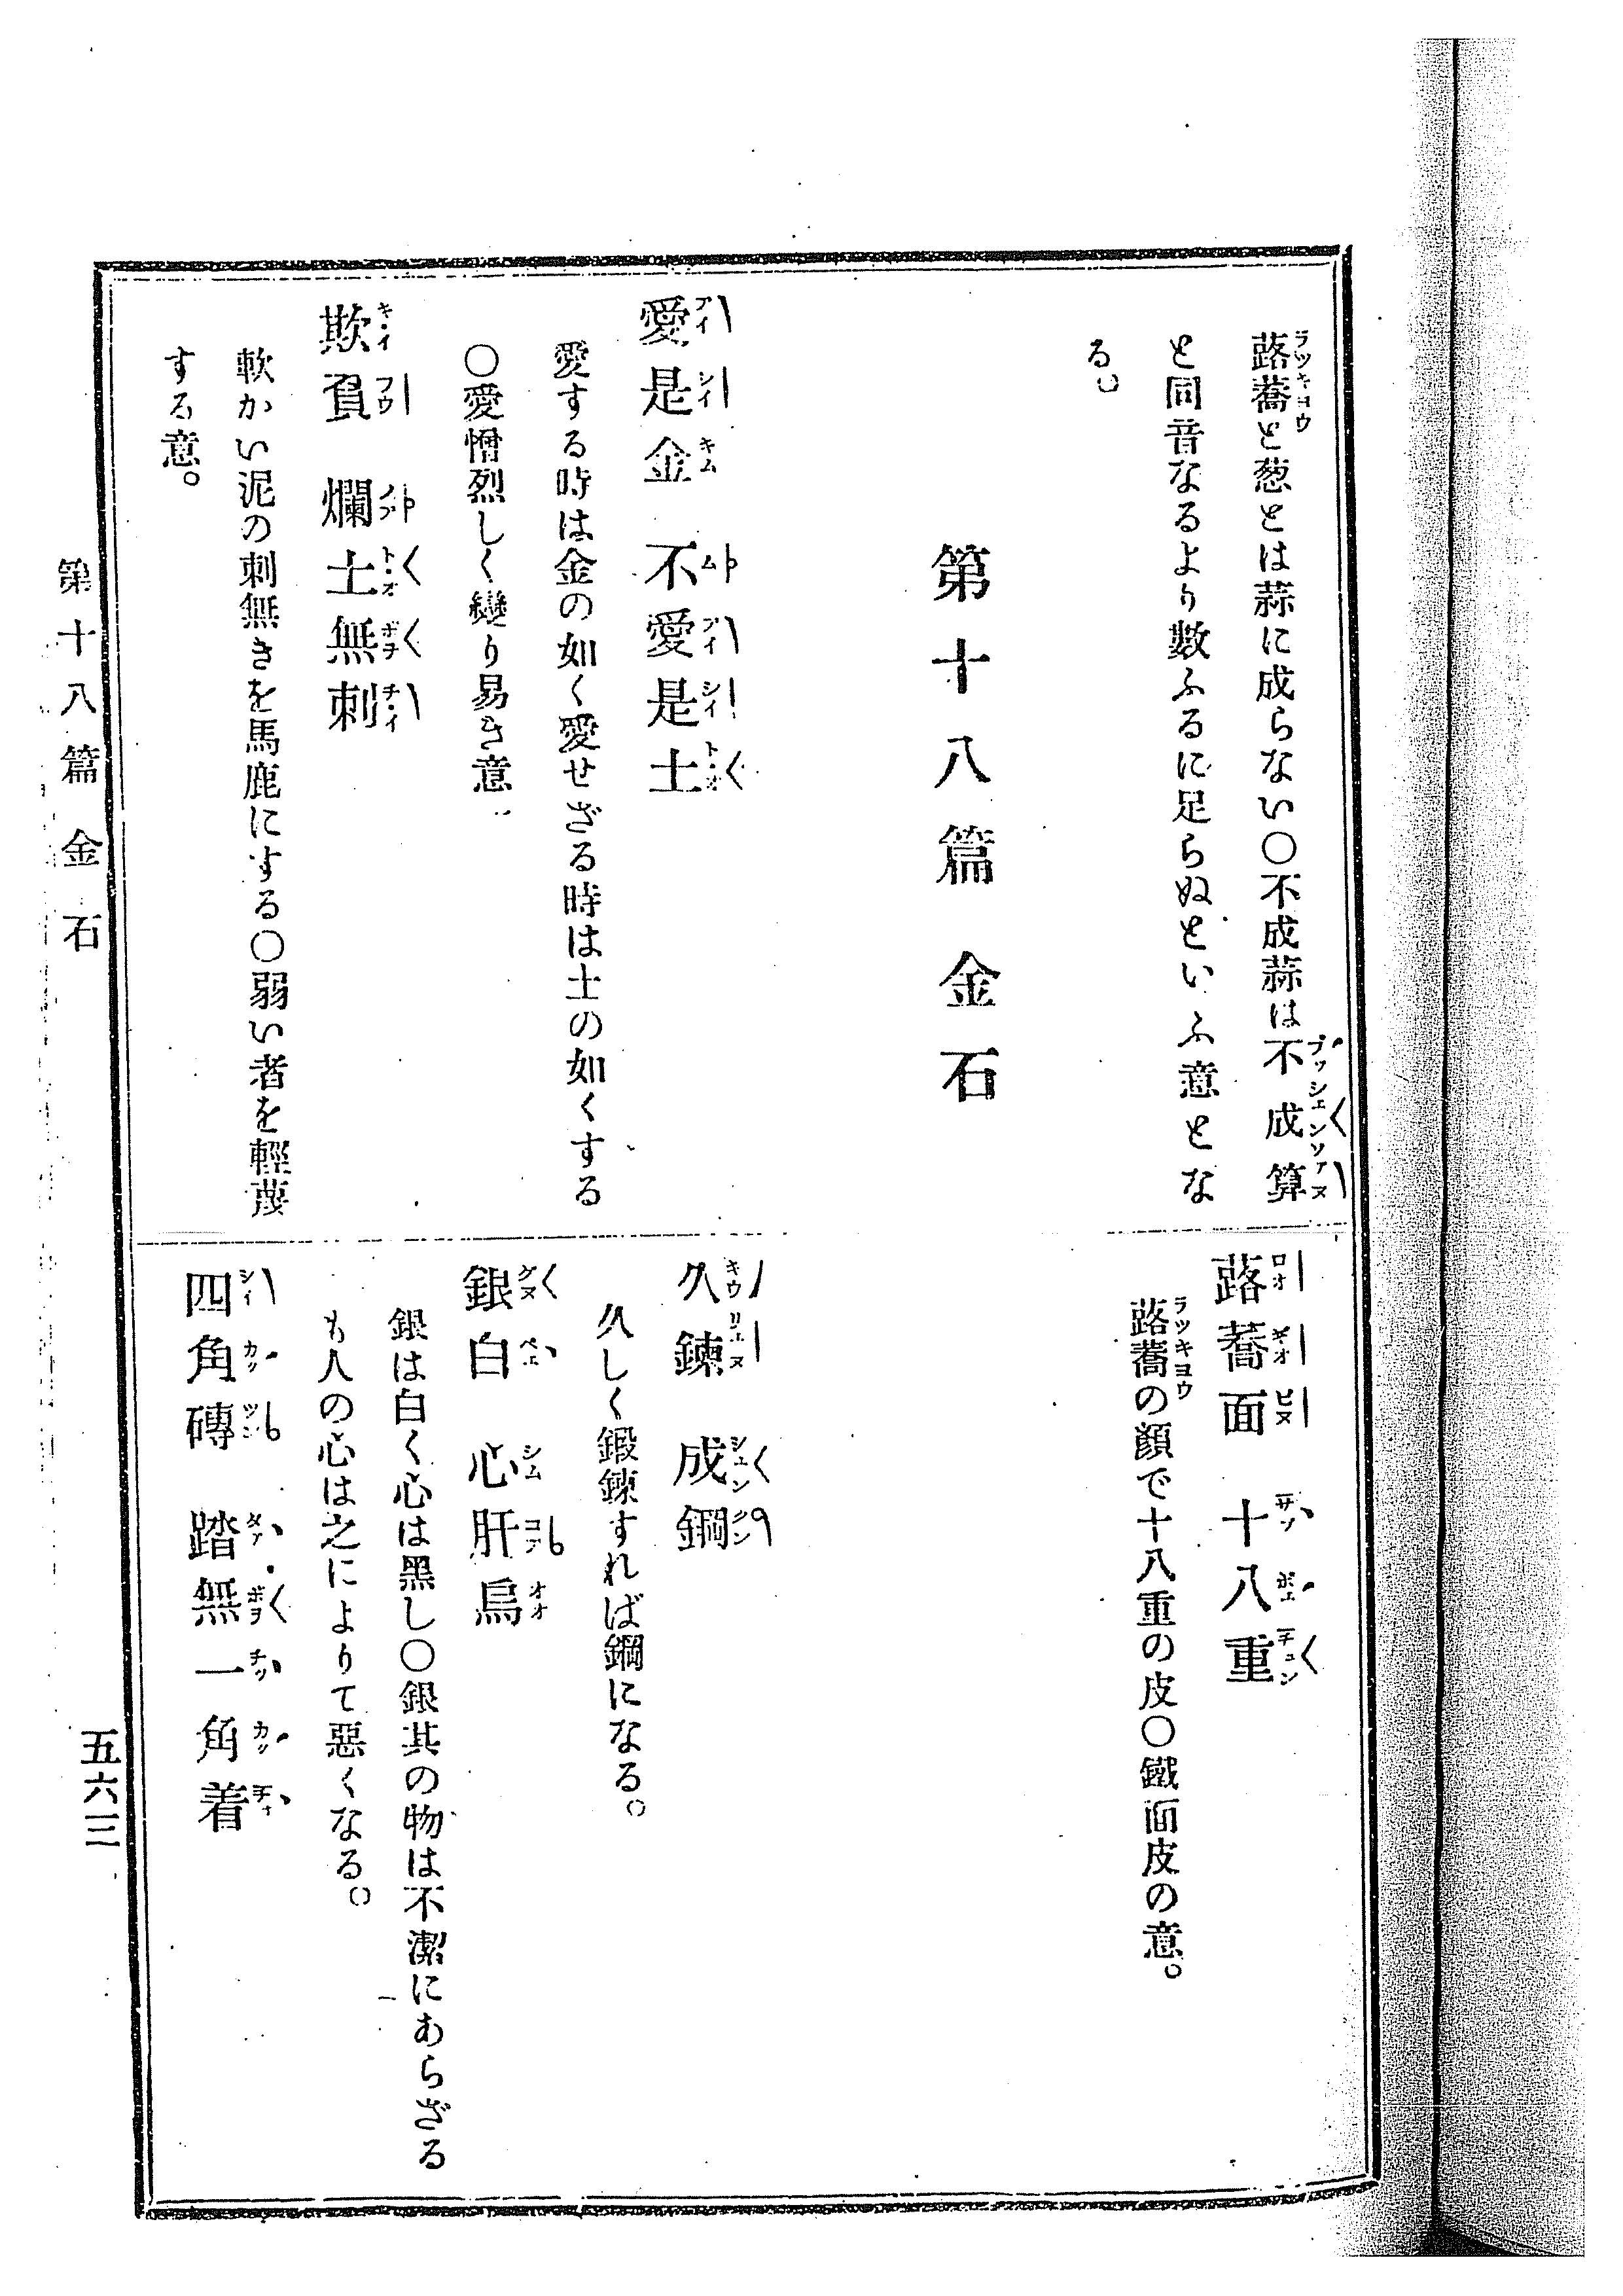 蕗蕎と葱とは蒜に成らない〇不成蒜は不成算
と同音なるより數ふるに足らぬといふ意とな
る。
蕗蕎面 十八重
蕗蕎の顏で十八重の皮〇鐵面皮の意。
第十八篇 金石
愛是金 不愛是土
愛する時は金の如く愛せざる時は土の如くする
〇愛憎烈しく變り易き意
欺負 爛土無刺
軟かい泥の刺無きを馬鹿にする〇弱い者を輕蔑
する意。
久鍊 成鋼
久しく鍛鍊すれば鋼になる。
銀白 心肝烏
銀は白く心は黑し〇銀其の物は不潔にあらざる
も人の心は之によりて惡くなる。
四角磚 踏無一角着
第十八篇 金石
五六三